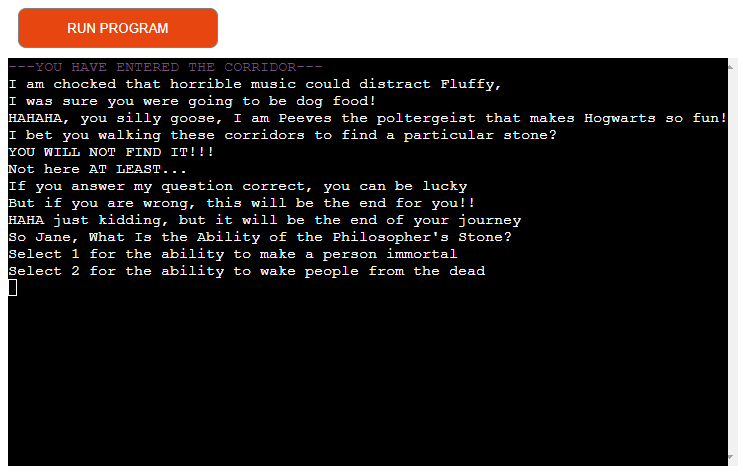 RUN PROGRAM
---YOU HAVE ENTERED THE CORRIDOR---
I am chocked that horrible music could distract Fluffy,
I was sure you were going to be dog food!
HAHAHA, you silly goose, I am Peeves the poltergeist that makes Hogwarts so fun!
I bet you walking these corridors to find a particular stone?
YOU WILL NOT FIND IT!!!
Not here AT LEAST...
If you answer my question correct, you can be lucky
But if you are wrong, this will be the end for you!!
HAHA just kidding, but it will be the end of your journey
So Jane, What Is the Ability of the Philosopher's Stone?
Select 1 for the ability to make a person immortal
Select 2 for the ability to wake people from the dead